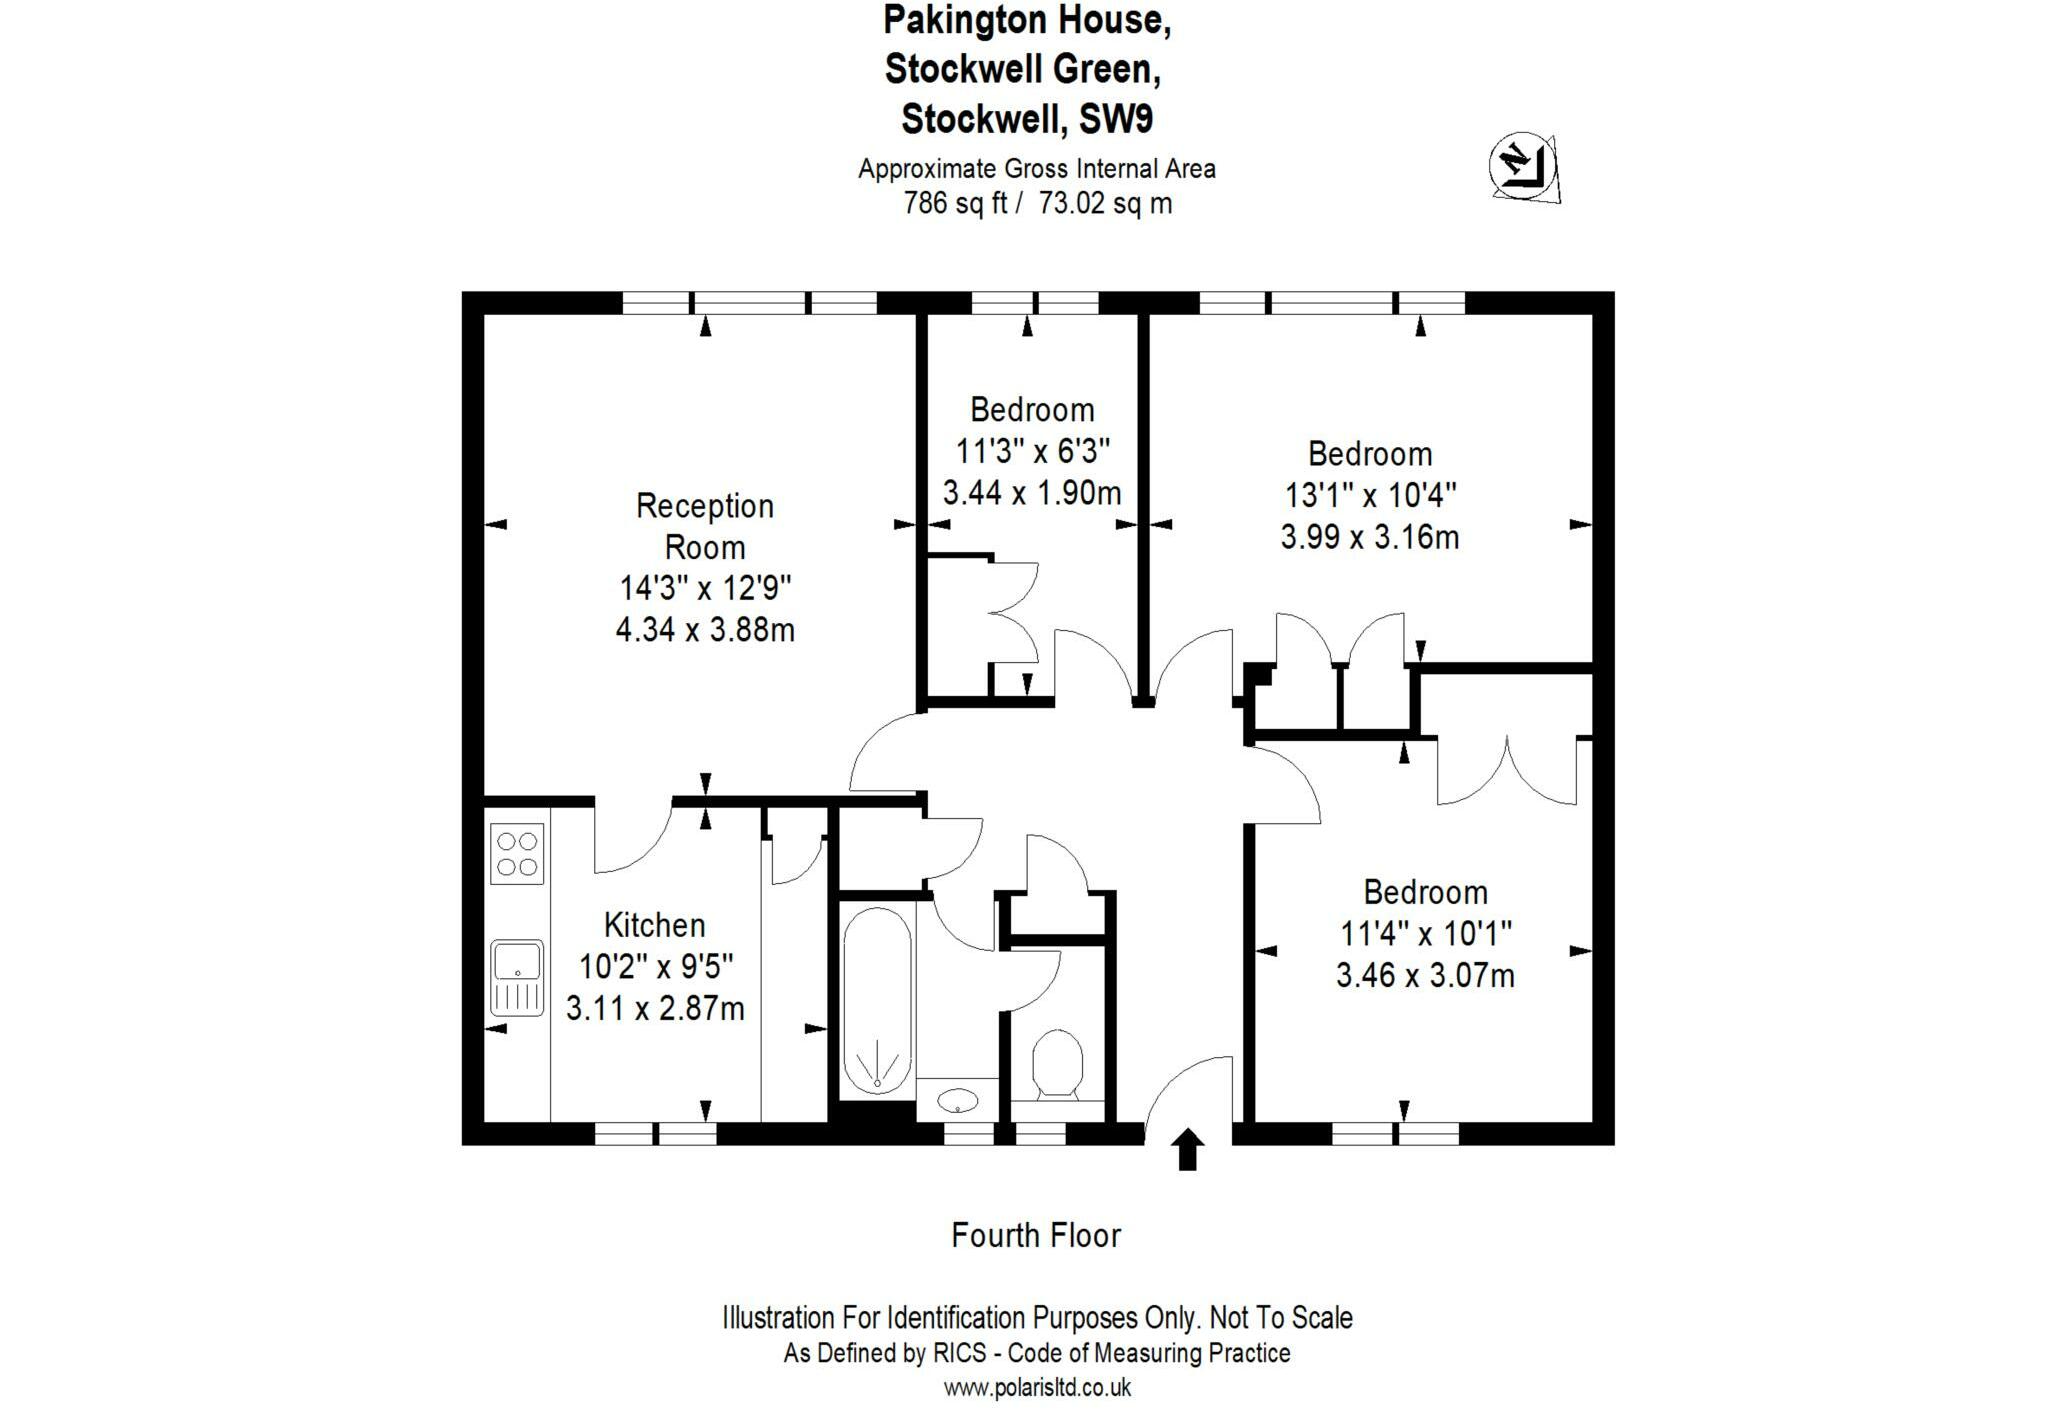 Pakington House,
Stockwell Green,
Stockwell, SW9
Approximate Gross Internal Area
786 sq ft / 73.02 sq m
N
Bedroom
11'3" x 6'3"
3.44 x 1.90m
Bedroom
13'1" x 10'4"
3.99 x 3.16m
Reception
Room
14'3" x 12'9"
4.34 x 3.88m
Kitchen
10'2" x 9'5"
3.11 x 2.87m
Bedroom
11'4" x 10'1"
3.46 x 3.07m
Fourth Floor
Illustration For Identification Purposes Only. Not To Scale
As Defined by RICS - Code of Measuring Practice
www.polarisltd.co.uk